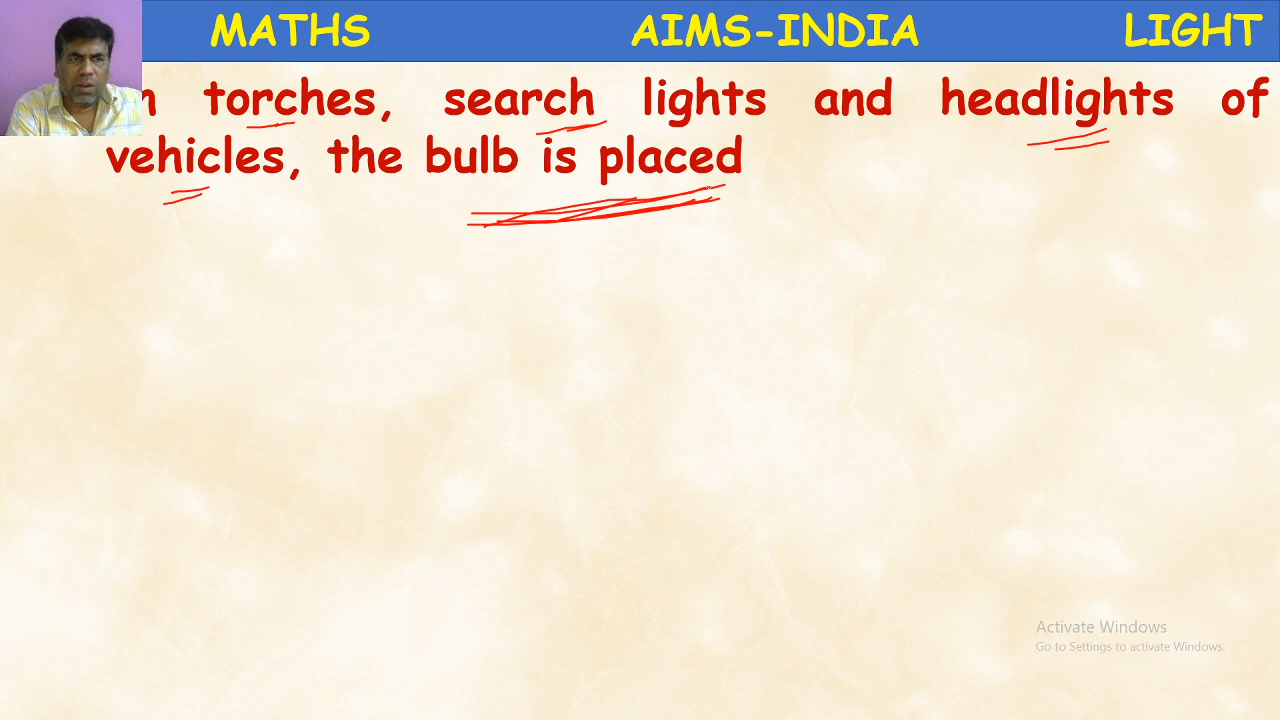 MATHS AIMS-INDIA LIGHT
torches, search lights and headlights of
vehicles, the bulb is placed
Activate Windows
Go to Settings to activate Windows.